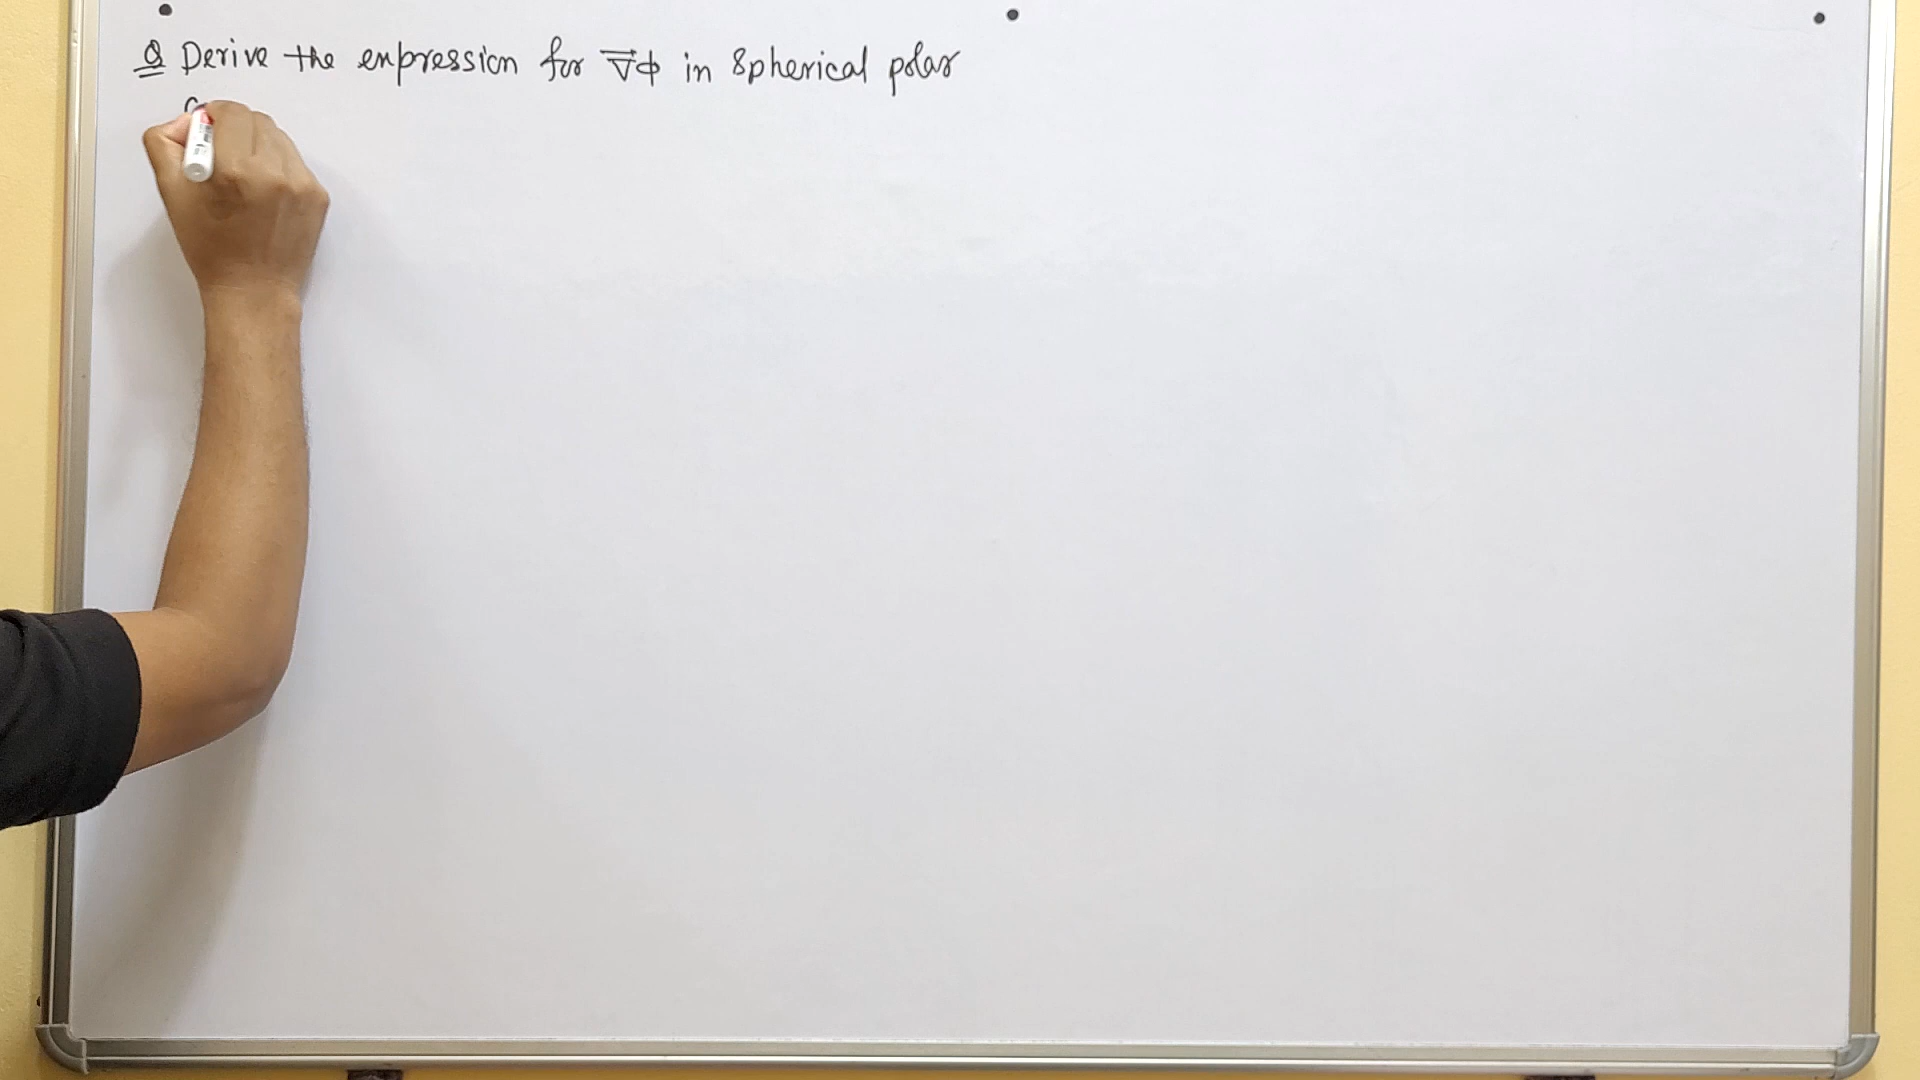 Q Derive the expression for ∇⃗ϕ in Spherical polar
C